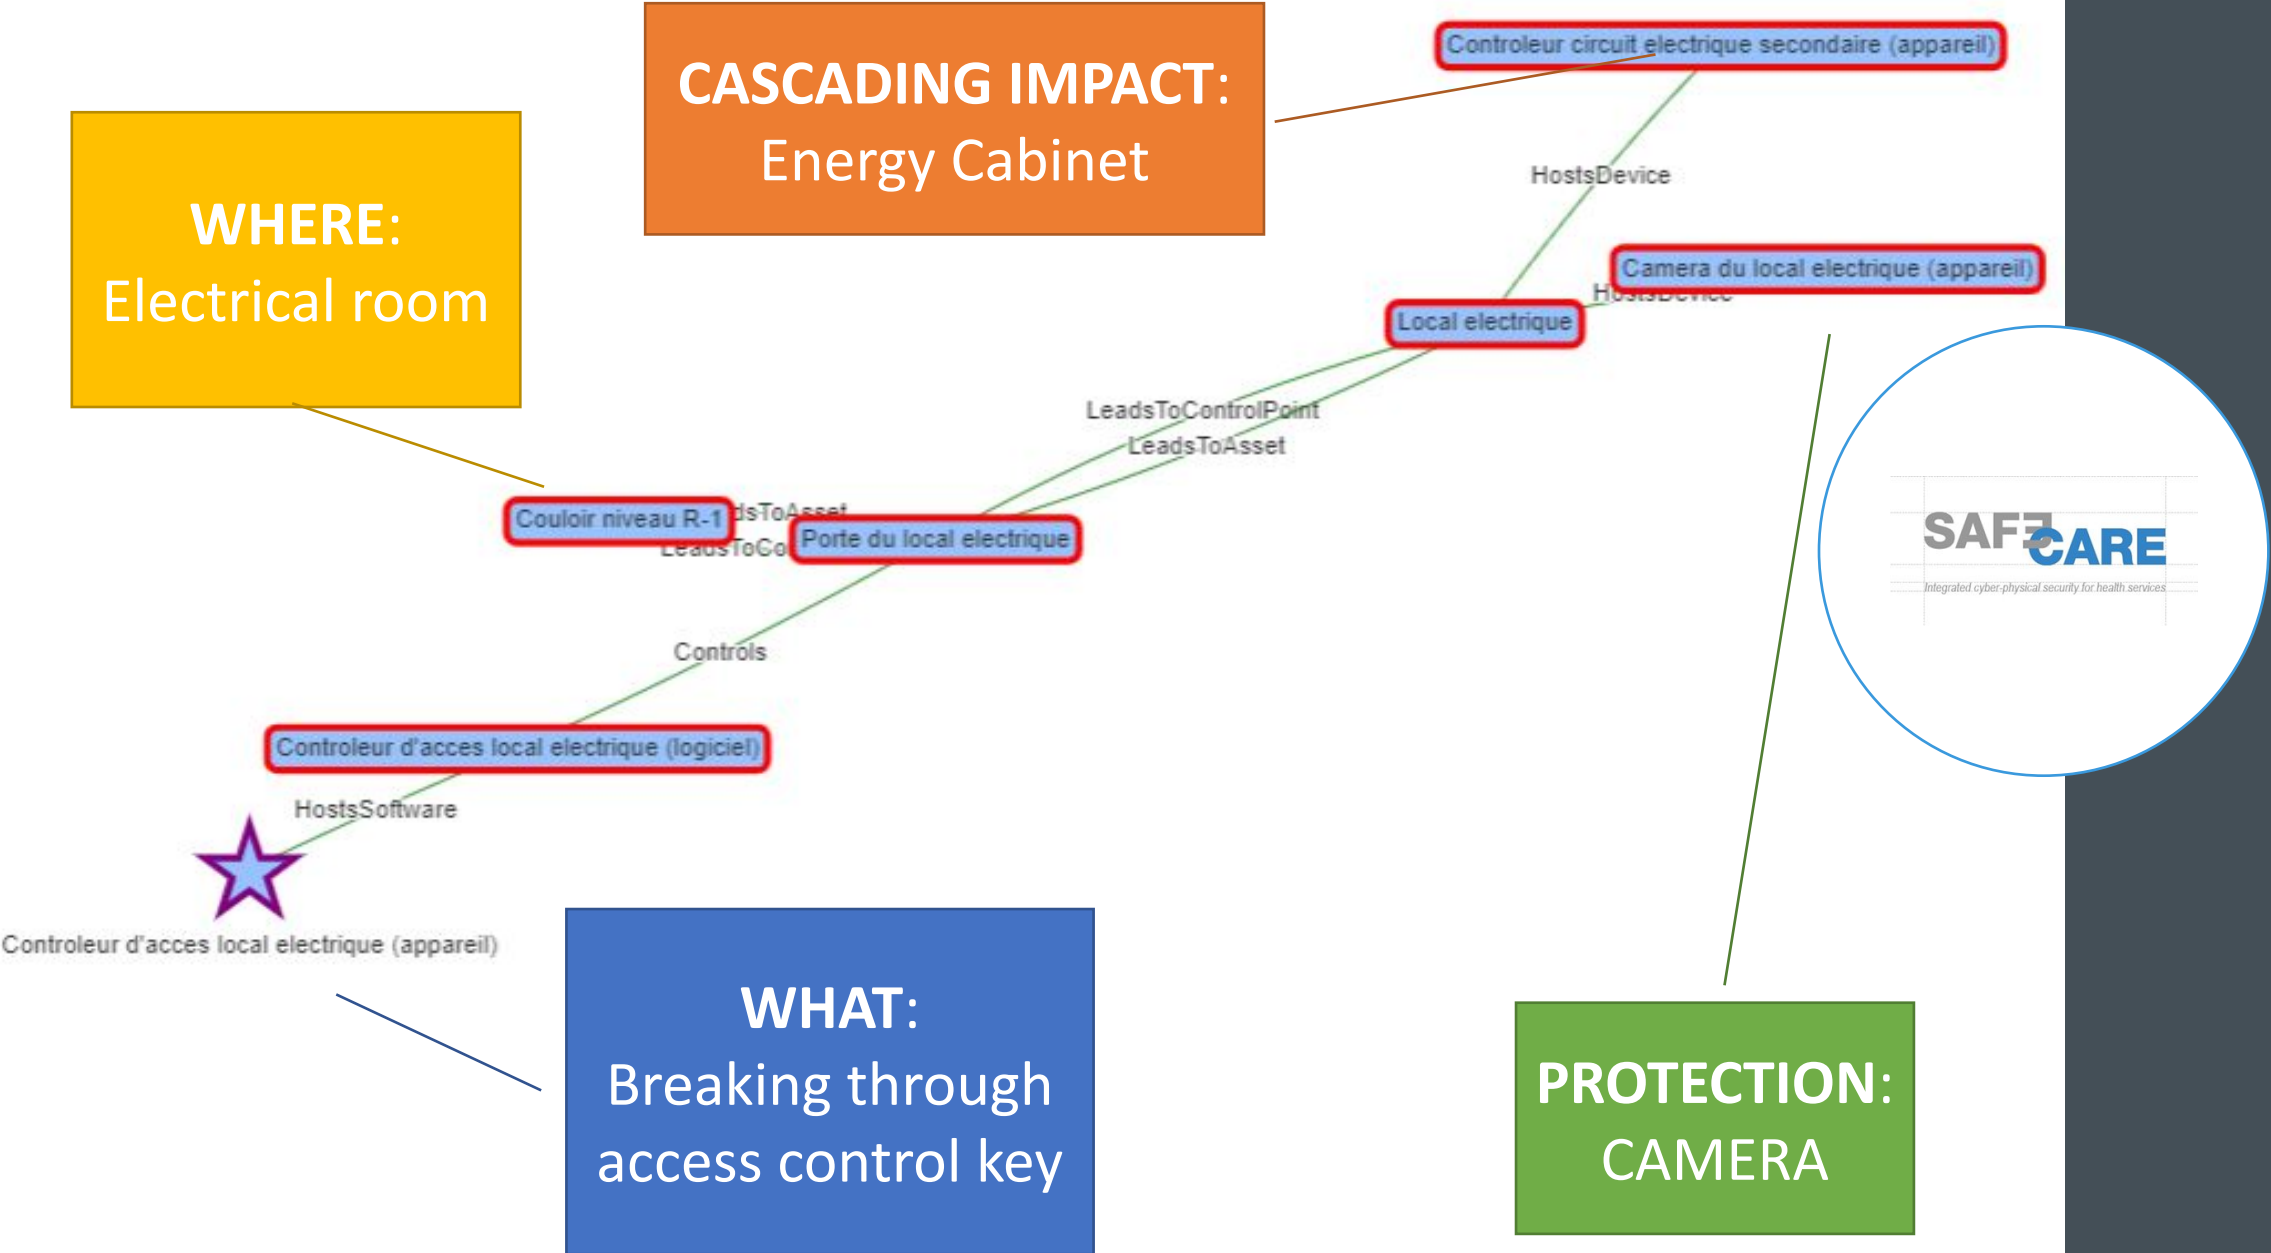 CASCADING IMPACT:
Energy Cabinet
Controleur circuit electrique secondaire (appareil)
WHERE:
Electrical room
HostsDevice
Camera du local electrique (appareil)
HostsDevice
Local electrique
LeadsToControlPoint
LeadsToAsset
Couloir niveau R-1
dsToAsset
LeadsToCo
Porte du local electrique
SAFECARE
Integrated cyber-physical security for health services
Controls
Controleur d'acces local electrique (logiciel)
HostsSoftware
Controleur d'acces local electrique (appareil)
WHAT:
Breaking through
access control key
PROTECTION:
CAMERA